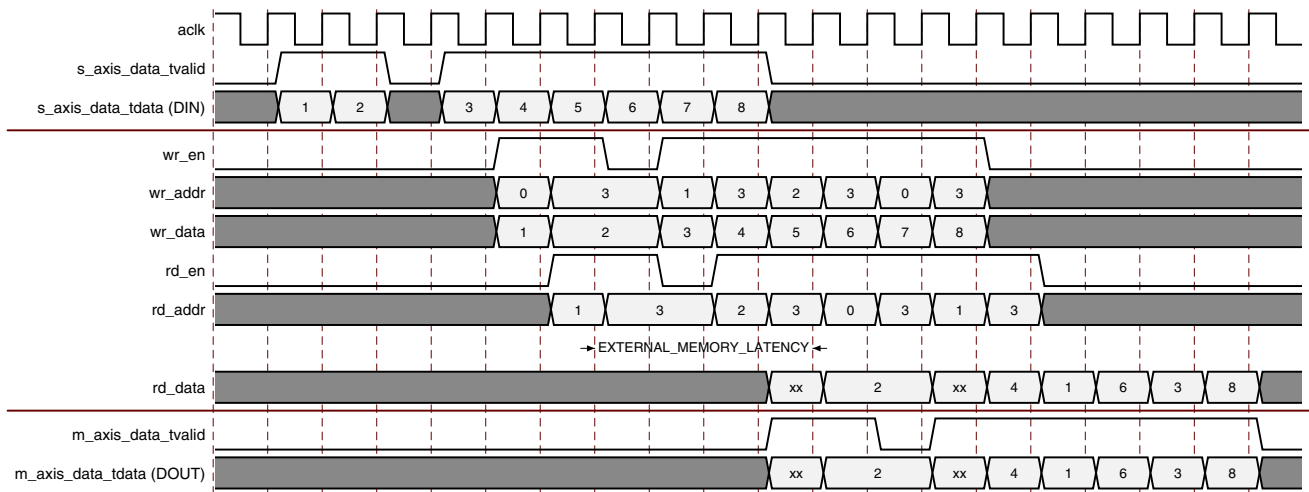 aclk
s_axis_data_tvalid
s_axis_data_tdata (DIN) 1 2 3 4 5 6 7 8
wr_en
wr_addr 0 3 1 3 2 3 0 3
wr_data 1 2 3 4 5 6 7 8
rd_en
rd_addr 1 3 2 3 0 3 1 3
EXTERNAL_MEMORY_LATENCY
rd_data xx 2 xx 4 1 6 3 8
m_axis_data_tvalid
m_axis_data_tdata (DOUT) xx 2 xx 4 1 6 3 8